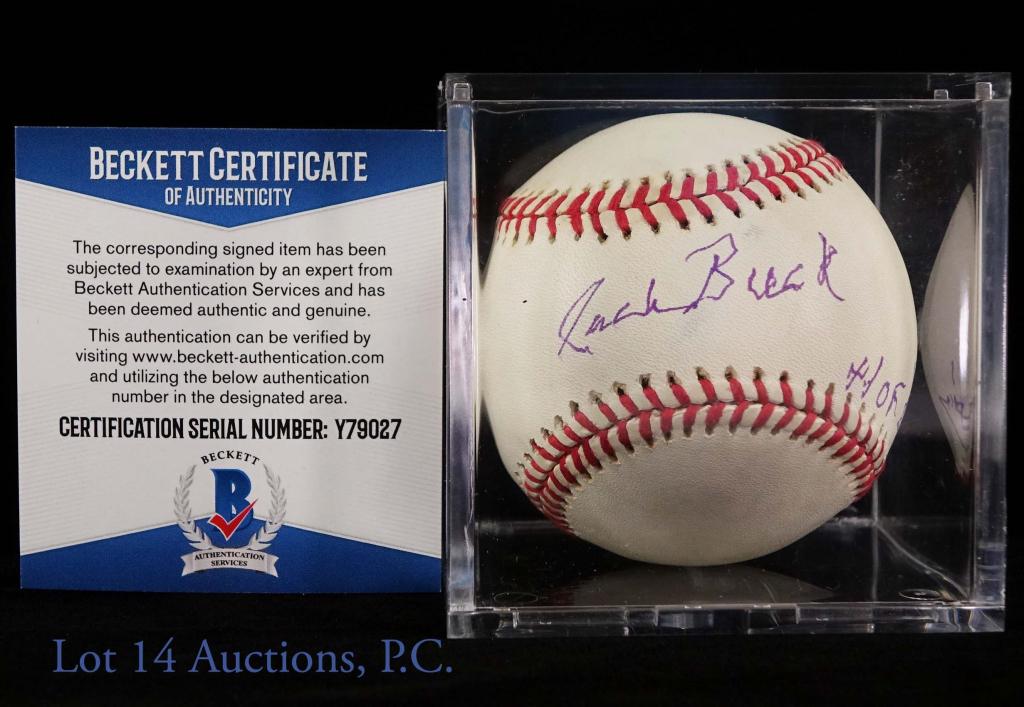 BECKETT CERTIFICATE
OF AUTHENTICITY
The corresponding signed item has been
subjected to examination by an expert from
Beckett Authentication Services and has
been deemed authentic and genuine.
This authentication can be verified by
visiting www.beckett-authentication.com
and utilizing the below authentication
number in the designated area.
CERTIFICATION SERIAL NUMBER: Y79027
BECKETT
B
AUTHENTICATION
SERVICES
Jack Buck
HOF
Lot 14 Auctions, P.C.